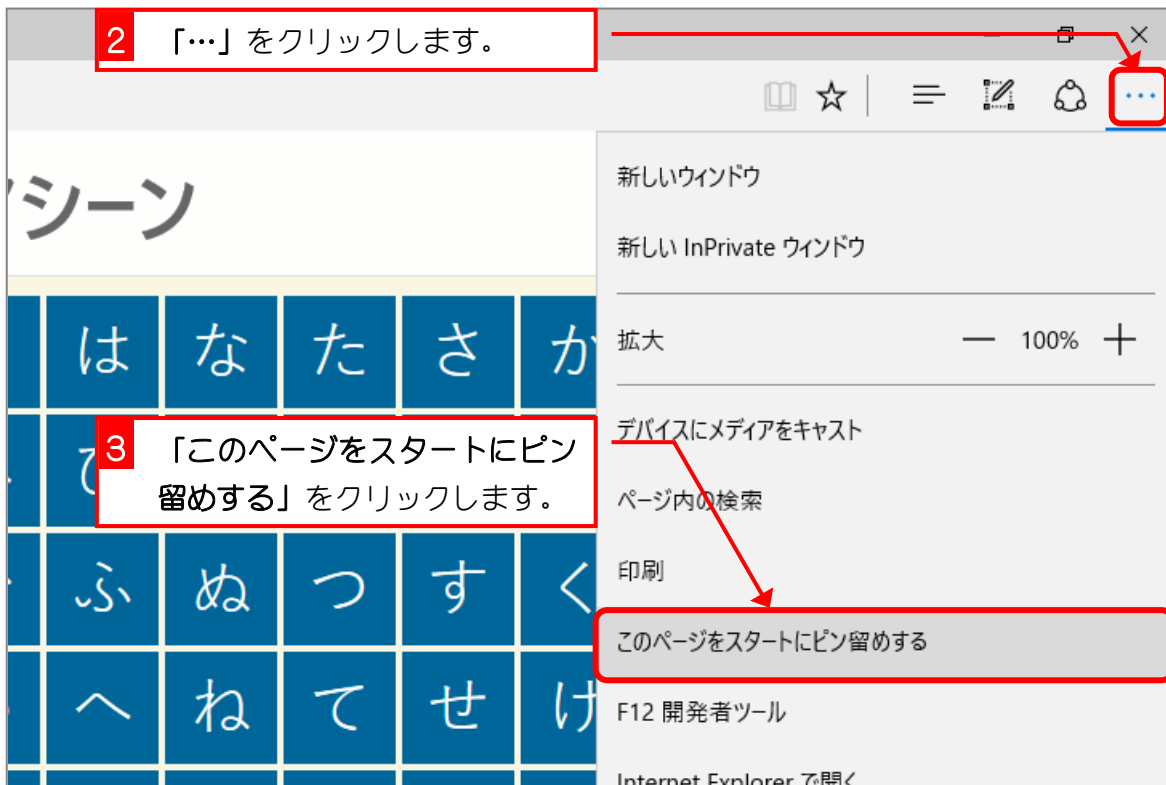 2 「…」をクリックします。
シーン
新しいウィンドウ
新しい InPrivate ウィンドウ
拡大 100%
は な た さ か
デバイスにメディアをキャスト
3 「このページをスタートにピン
留めする」をクリックします。
ページ内の検索
印刷
ふ ぬ つ す く
このページをスタートにピン留めする
へ ね て せ け
F12 開発者ツール
Internet Explorer で開く